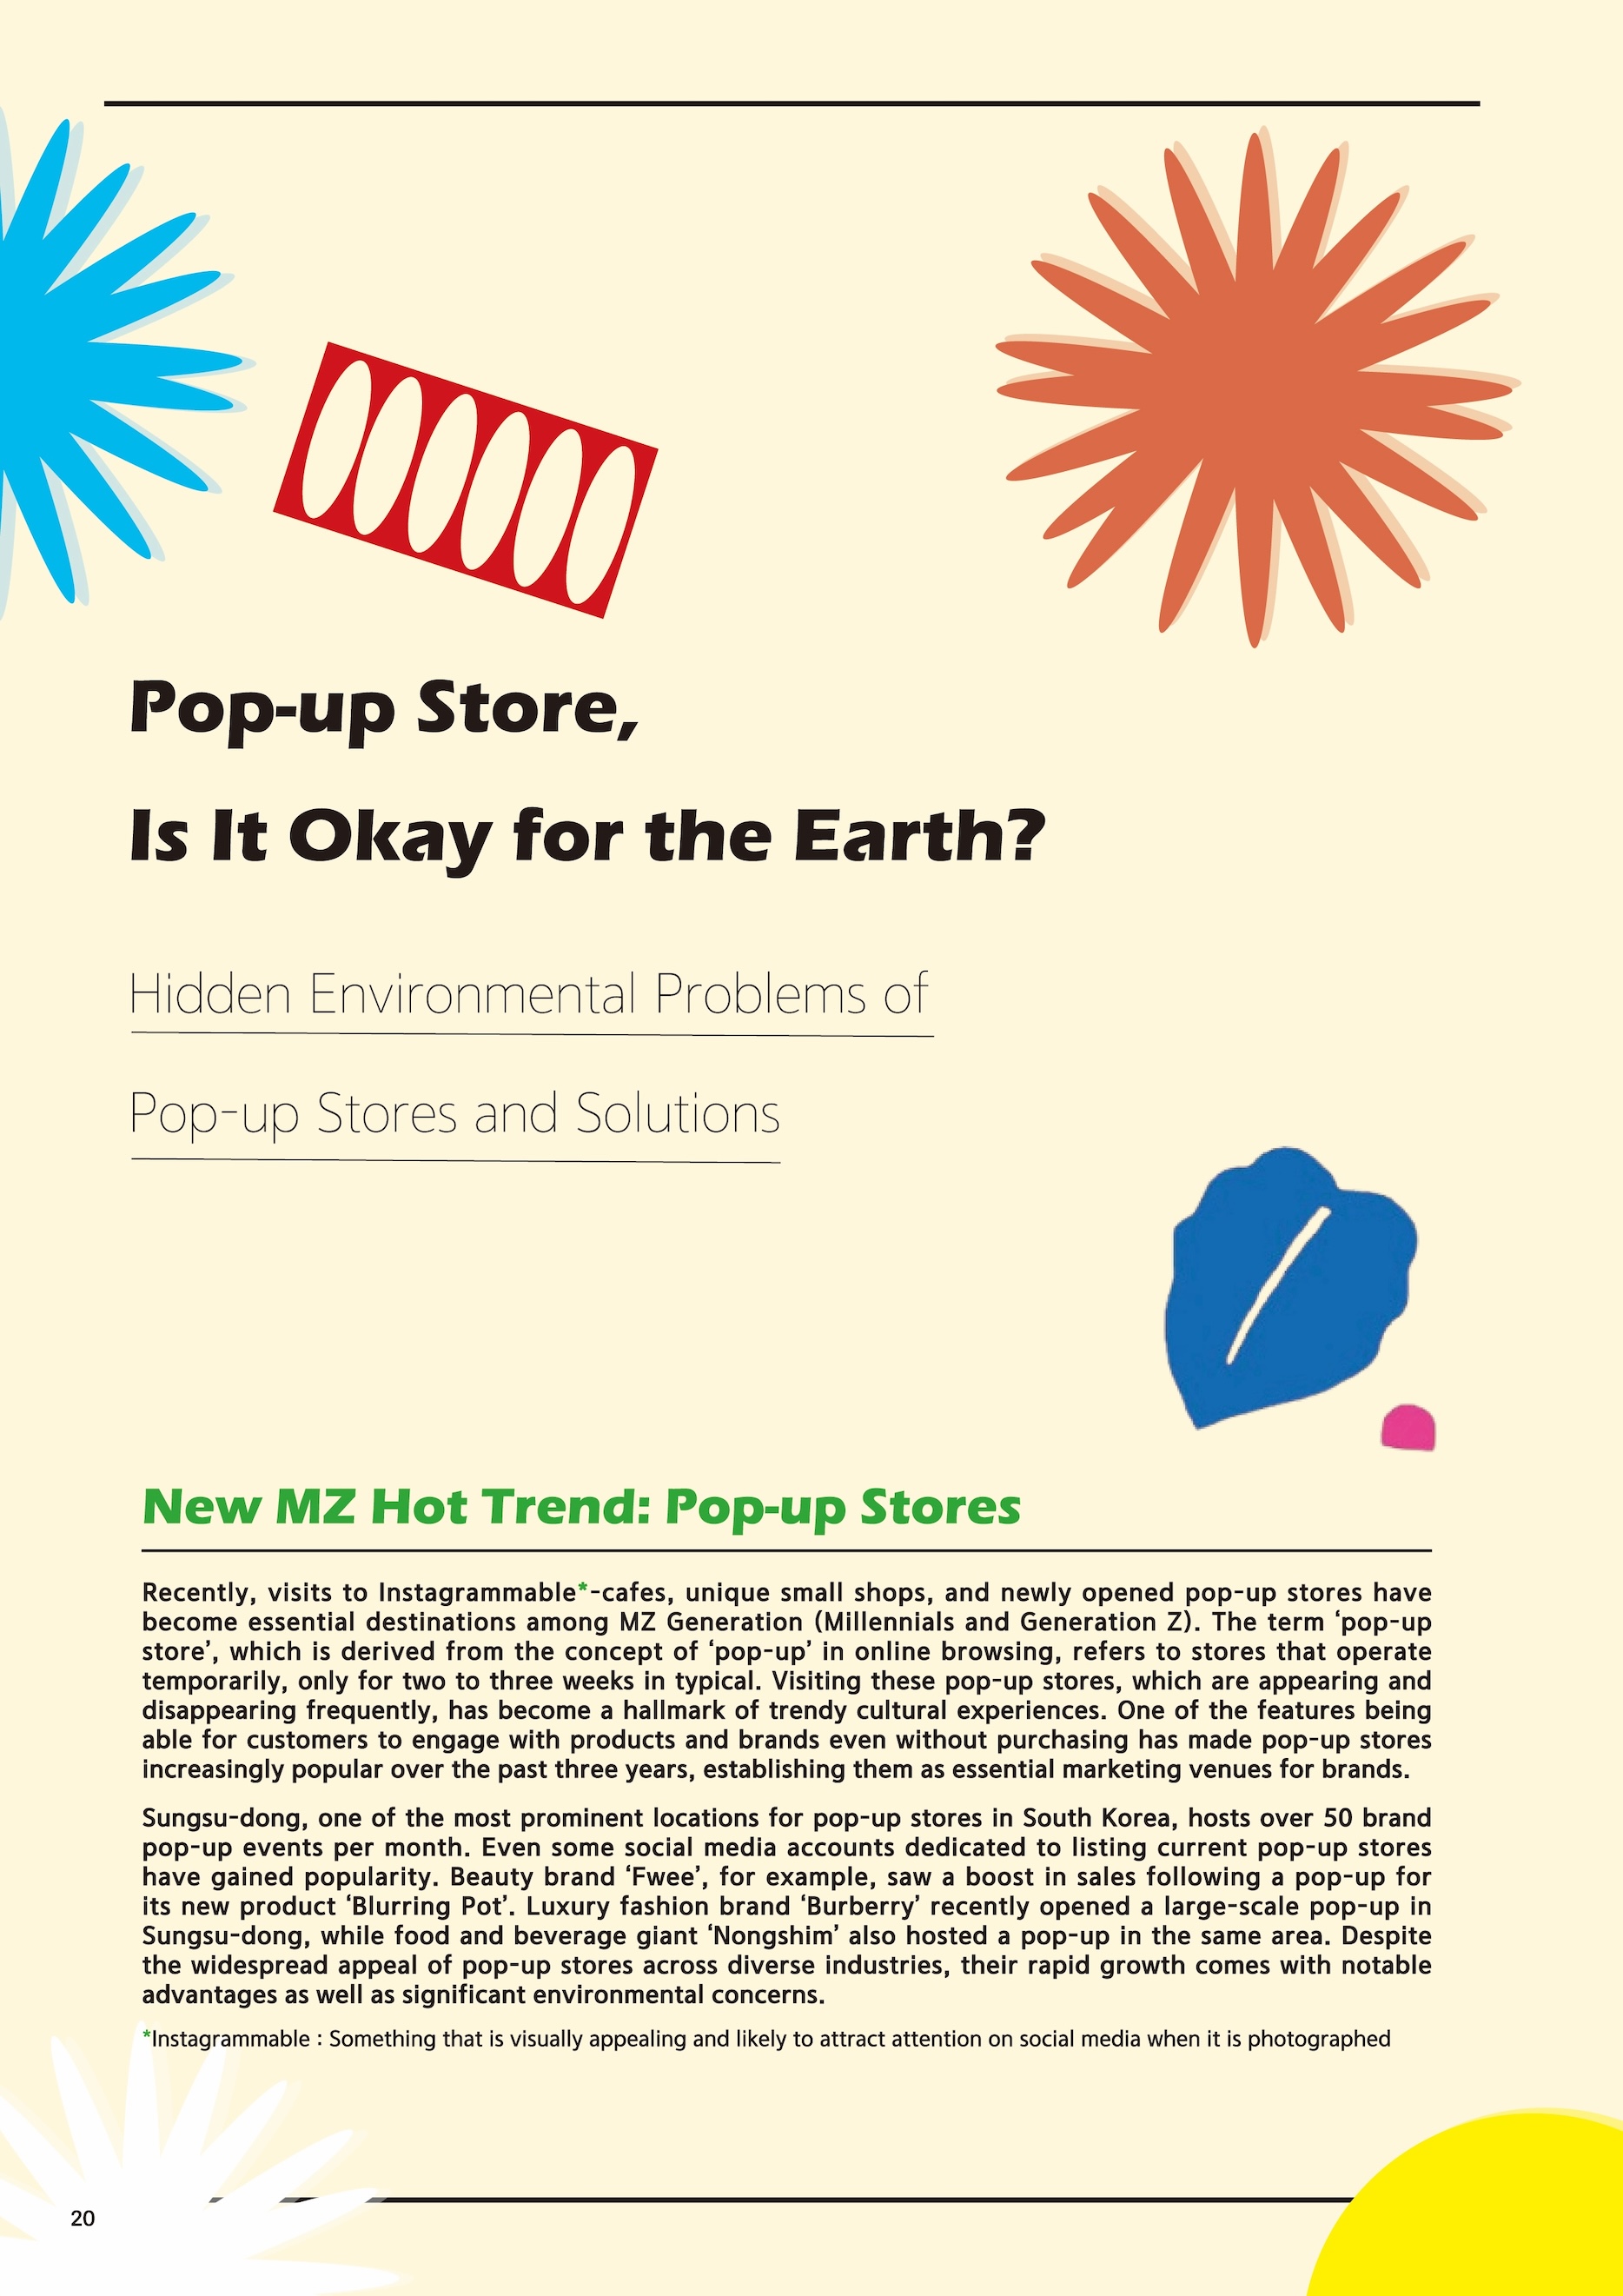 Pop-up Store,
Is It Okay for the Earth?
Hidden Environmental Problems of
Pop-up Stores and Solutions
New MZ Hot Trend: Pop-up Stores
Recently, visits to Instagrammable*-cafes, unique small shops, and newly opened pop-up stores have
become essential destinations among MZ Generation (Millennials and Generation Z). The term ‘pop-up
store’, which is derived from the concept of ‘pop-up’ in online browsing, refers to stores that operate
temporarily, only for two to three weeks in typical. Visiting these pop-up stores, which are appearing and
disappearing frequently, has become a hallmark of trendy cultural experiences. One of the features being
able for customers to engage with products and brands even without purchasing has made pop-up stores
increasingly popular over the past three years, establishing them as essential marketing venues for brands.
Sungsu-dong, one of the most prominent locations for pop-up stores in South Korea, hosts over 50 brand
pop-up events per month. Even some social media accounts dedicated to listing current pop-up stores
have gained popularity. Beauty brand ‘Fwee’, for example, saw a boost in sales following a pop-up for
its new product ‘Blurring Pot’. Luxury fashion brand ‘Burberry’ recently opened a large-scale pop-up in
Sungsu-dong, while food and beverage giant ‘Nongshim’ also hosted a pop-up in the same area. Despite
the widespread appeal of pop-up stores across diverse industries, their rapid growth comes with notable
advantages as well as significant environmental concerns.
*Instagrammable : Something that is visually appealing and likely to attract attention on social media when it is photographed
20